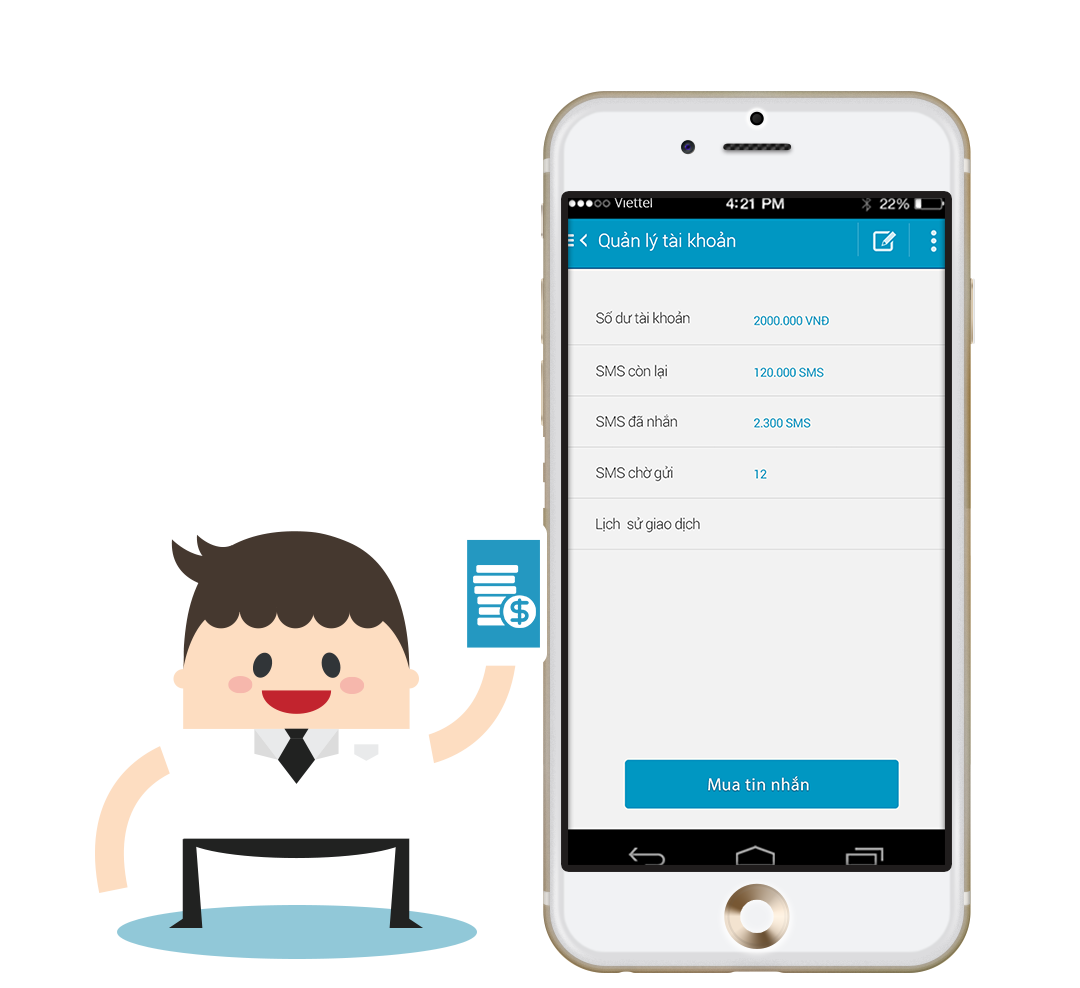 Viettel 4:21 PM 22%
Quản lý tài khoản
Số dư tài khoản 2000.000 VNĐ
SMS còn lại 120.000 SMS
SMS đã nhắn 2.300 SMS
SMS chờ gửi 12
Lịch sử giao dịch
$
Mua tin nhắn